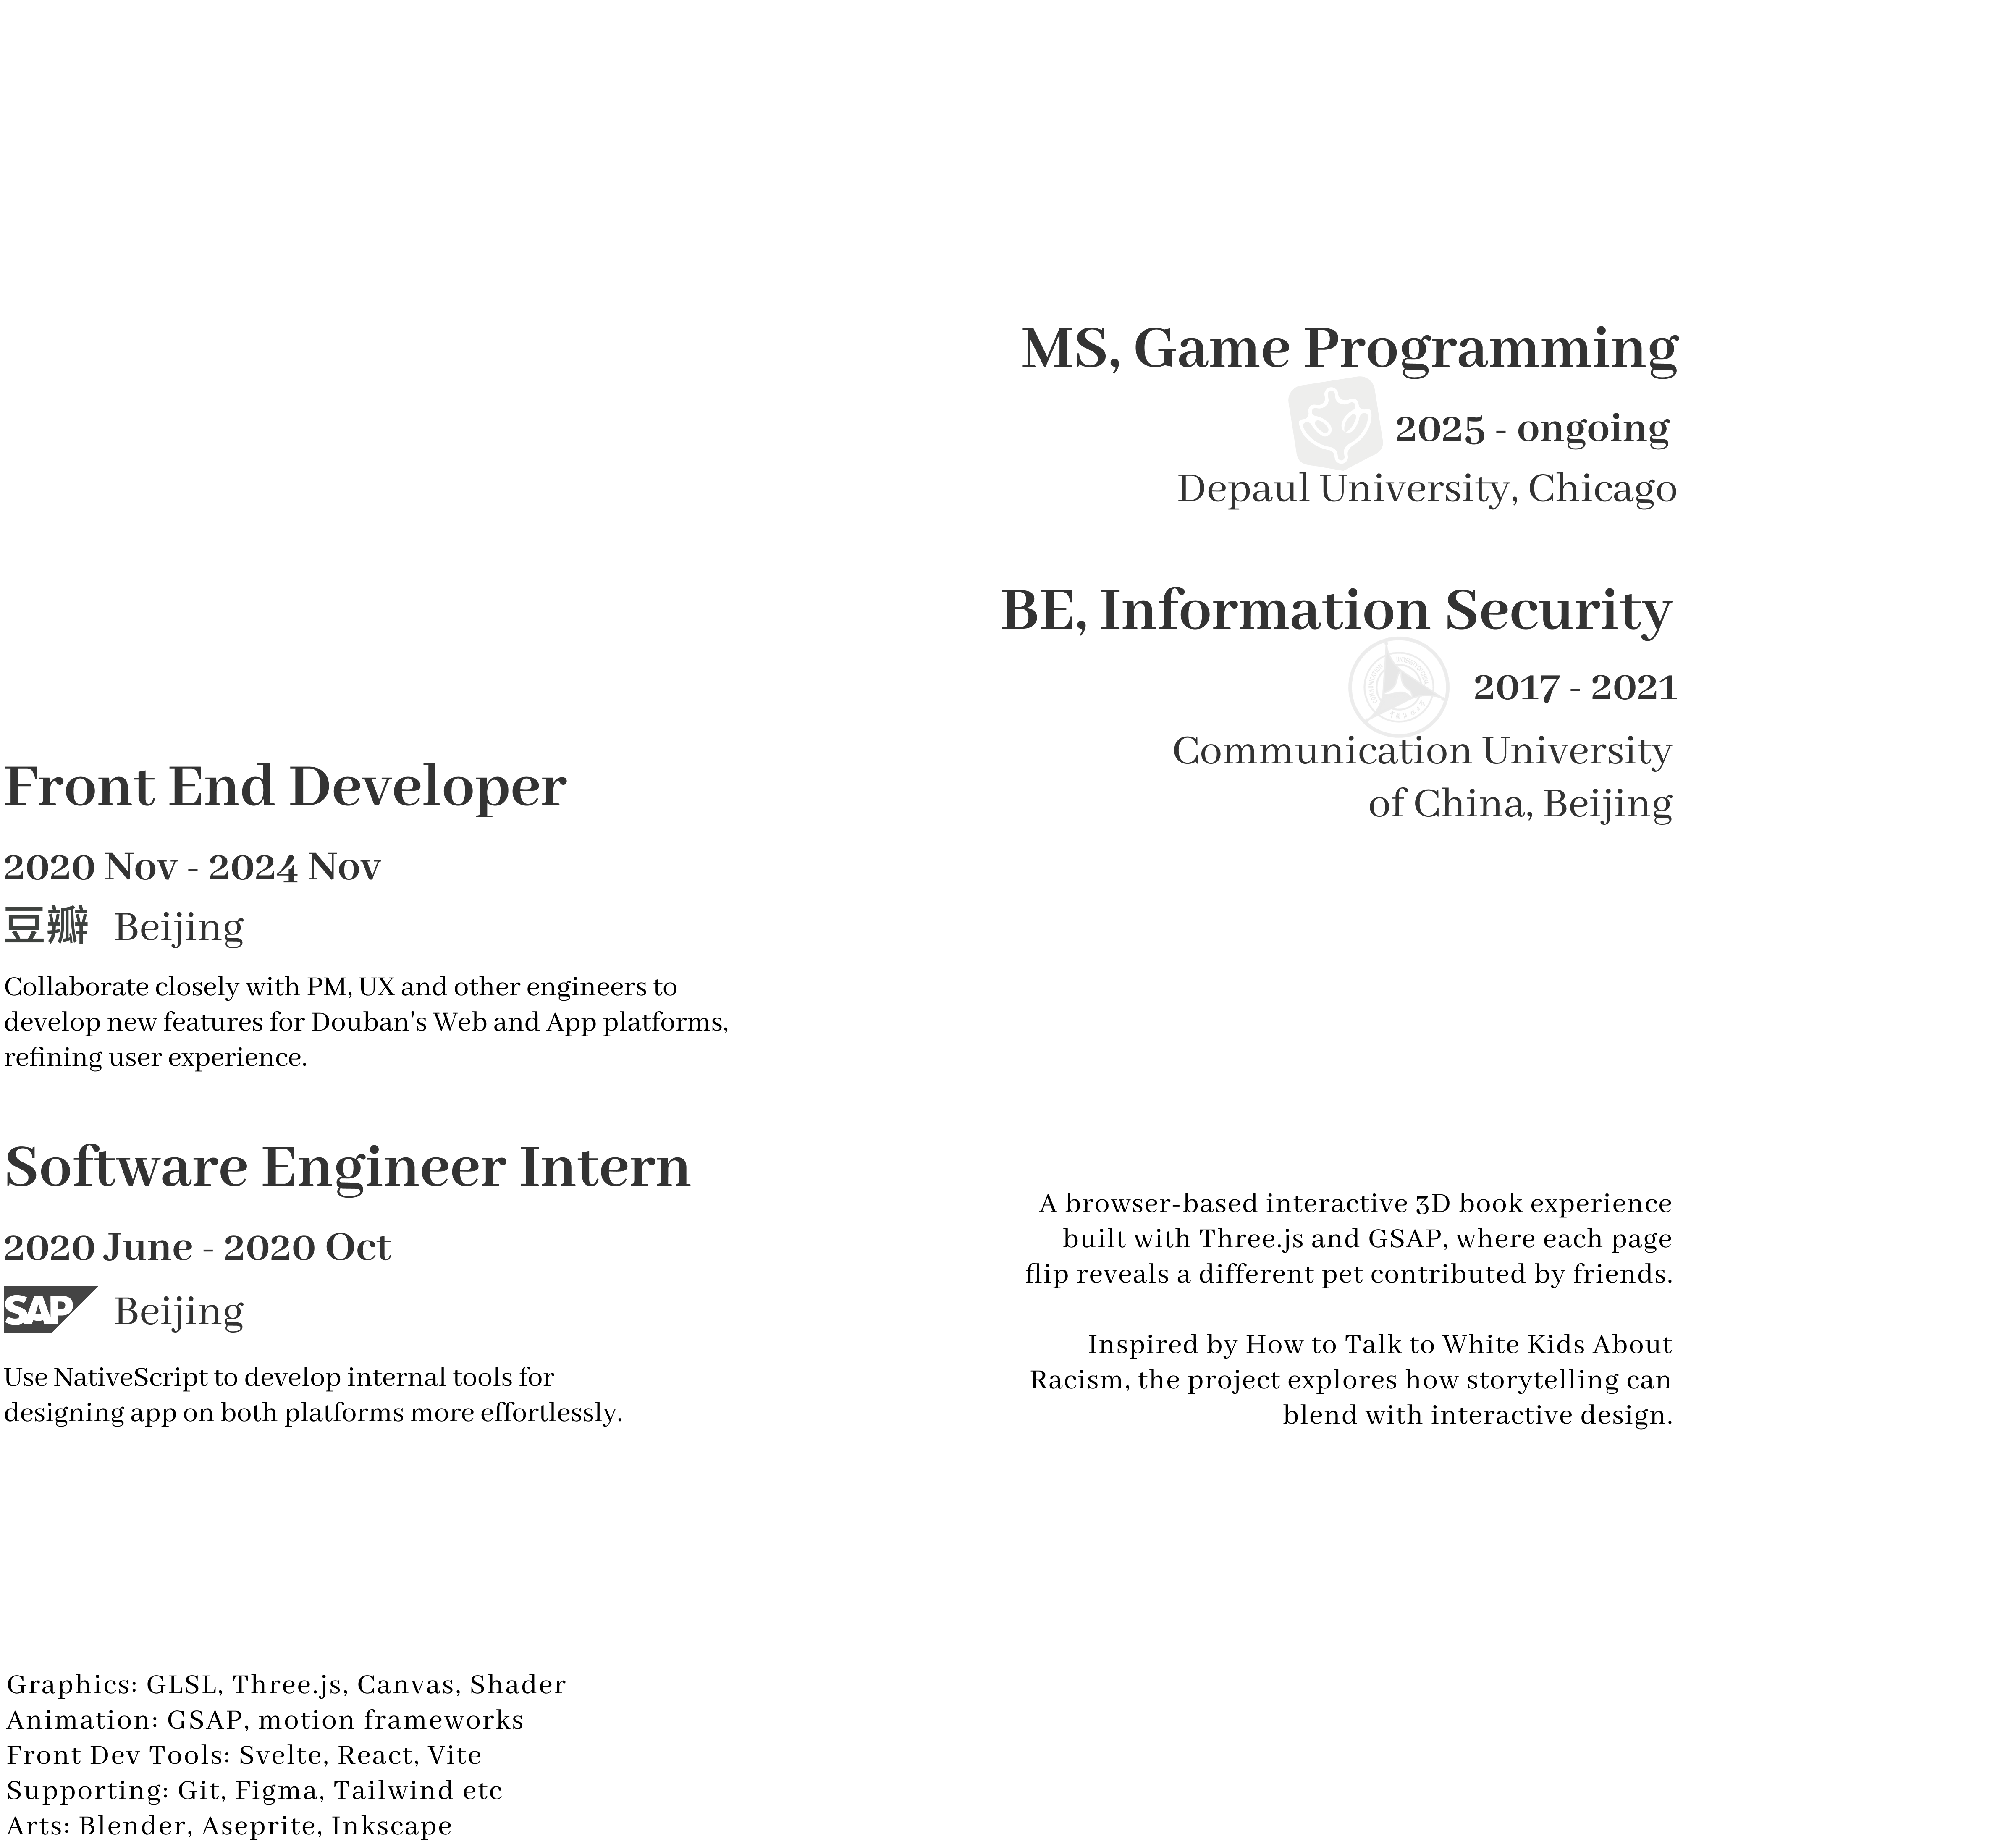 MS, Game Programming
2025 - ongoing
Depaul University, Chicago
BE, Information Security
2017 - 2021
Communication University
of China, Beijing
Front End Developer
2020 Nov - 2024 Nov
豆瓣 Beijing
Collaborate closely with PM, UX and other engineers to
develop new features for Douban's Web and App platforms,
refining user experience.
Software Engineer Intern
2020 June - 2020 Oct
SAP Beijing
Use NativeScript to develop internal tools for
designing app on both platforms more effortlessly.
A browser-based interactive 3D book experience
built with Three.js and GSAP, where each page
flip reveals a different pet contributed by friends.
Inspired by How to Talk to White Kids About
Racism, the project explores how storytelling can
blend with interactive design.
Graphics: GLSL, Three.js, Canvas, Shader
Animation: GSAP, motion frameworks
Front Dev Tools: Svelte, React, Vite
Supporting: Git, Figma, Tailwind etc
Arts: Blender, Aseprite, Inkscape